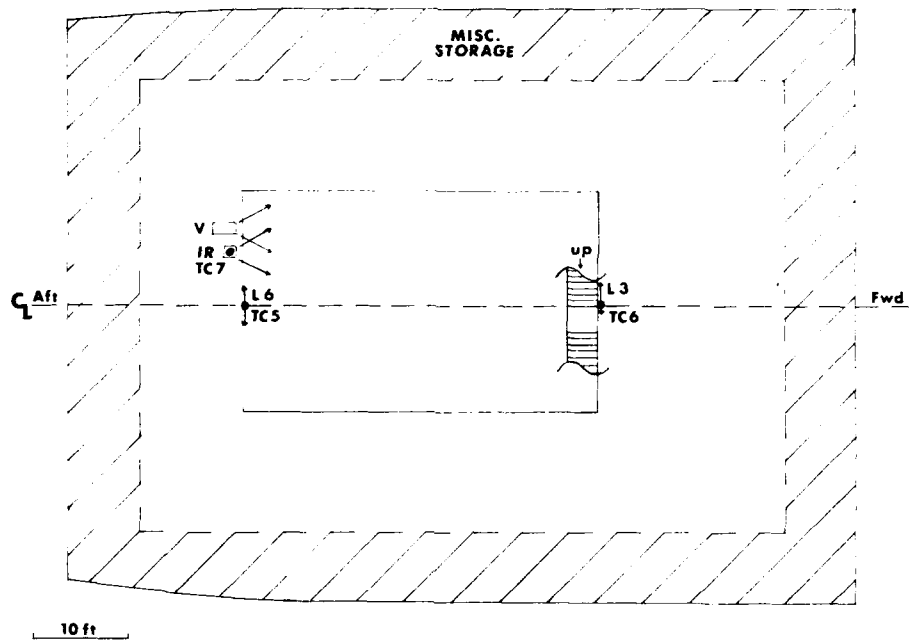 MISC.
STORAGE
V
IR
TC7
up
L6
L3
℄ Aft
Fwd
TC5
TC6
10 ft